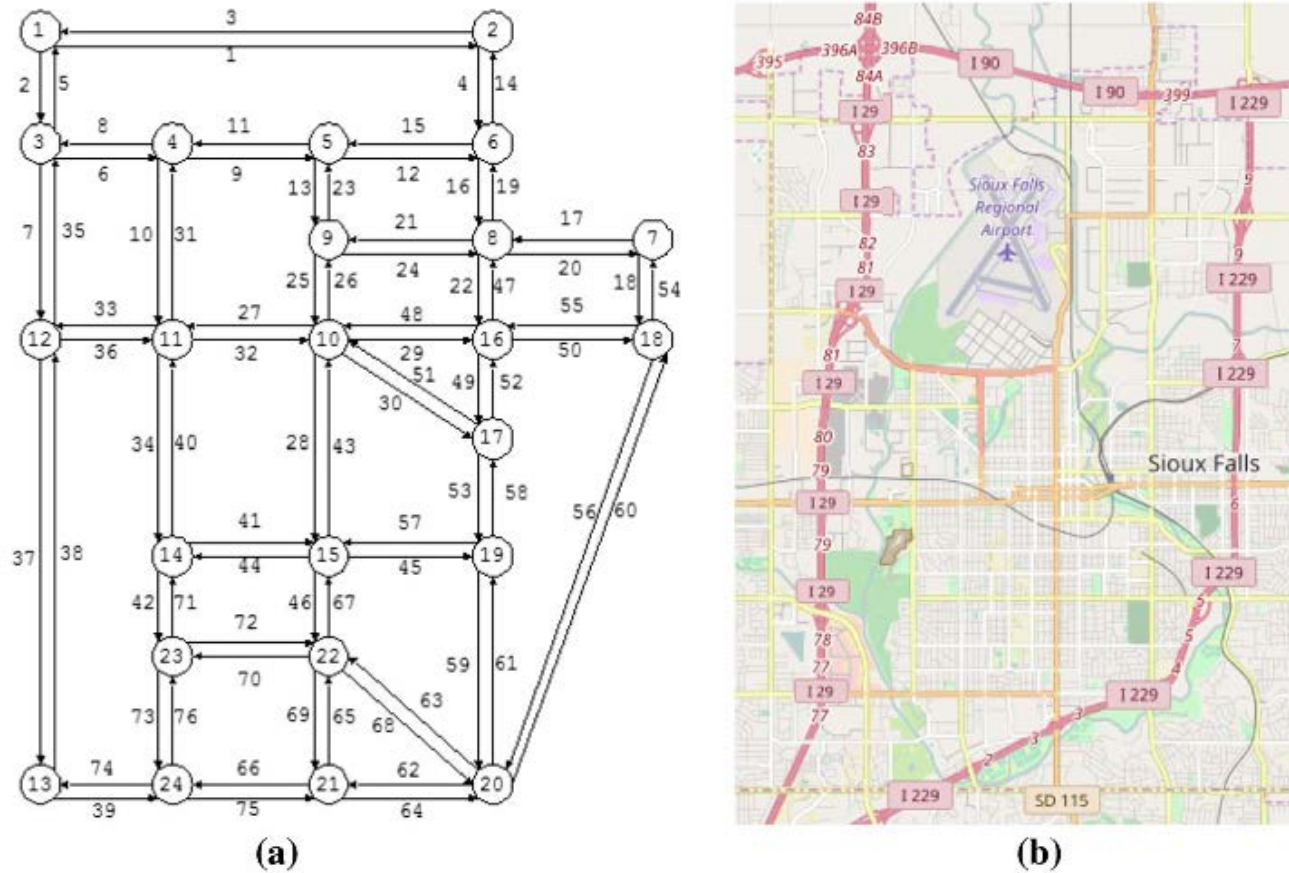 3
1 2
1
2 5 4 14
8 11 15
3 4 5 6
6 9 12
13 23 16 19
7 35 10 31 21 17
9 8 7
24 20
25 26 22 47 18 54
33 27 48 55
12 11 10 16 18
36 32 29 50
51 49 52
30
17
34 40 28 43
53 58
56 60
41 57
37 38 14 15 19
44 45
42 71 46 67
72
23 22
70
59 61
63
73 76 69 65 68
74 66 62
13 24 21 20
39 75 64
(a)
84B
396A 396B
395
84A
I 90
I 90 399
I 229
I 29
83
Sioux Falls
Regional
Airport
9
I 29
82
81
9
I 29
I 229
81
7
I 29
I 229
80
79
Sioux Falls
I 29
6
79
I 229
I 29
5
78
5
77
4
I 29
I 229
77
3
3
2
I 229
SD 115
(b)